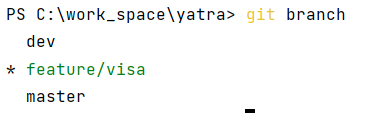 PS C:\work_space\yatra> git branch
dev
* feature/visa
master